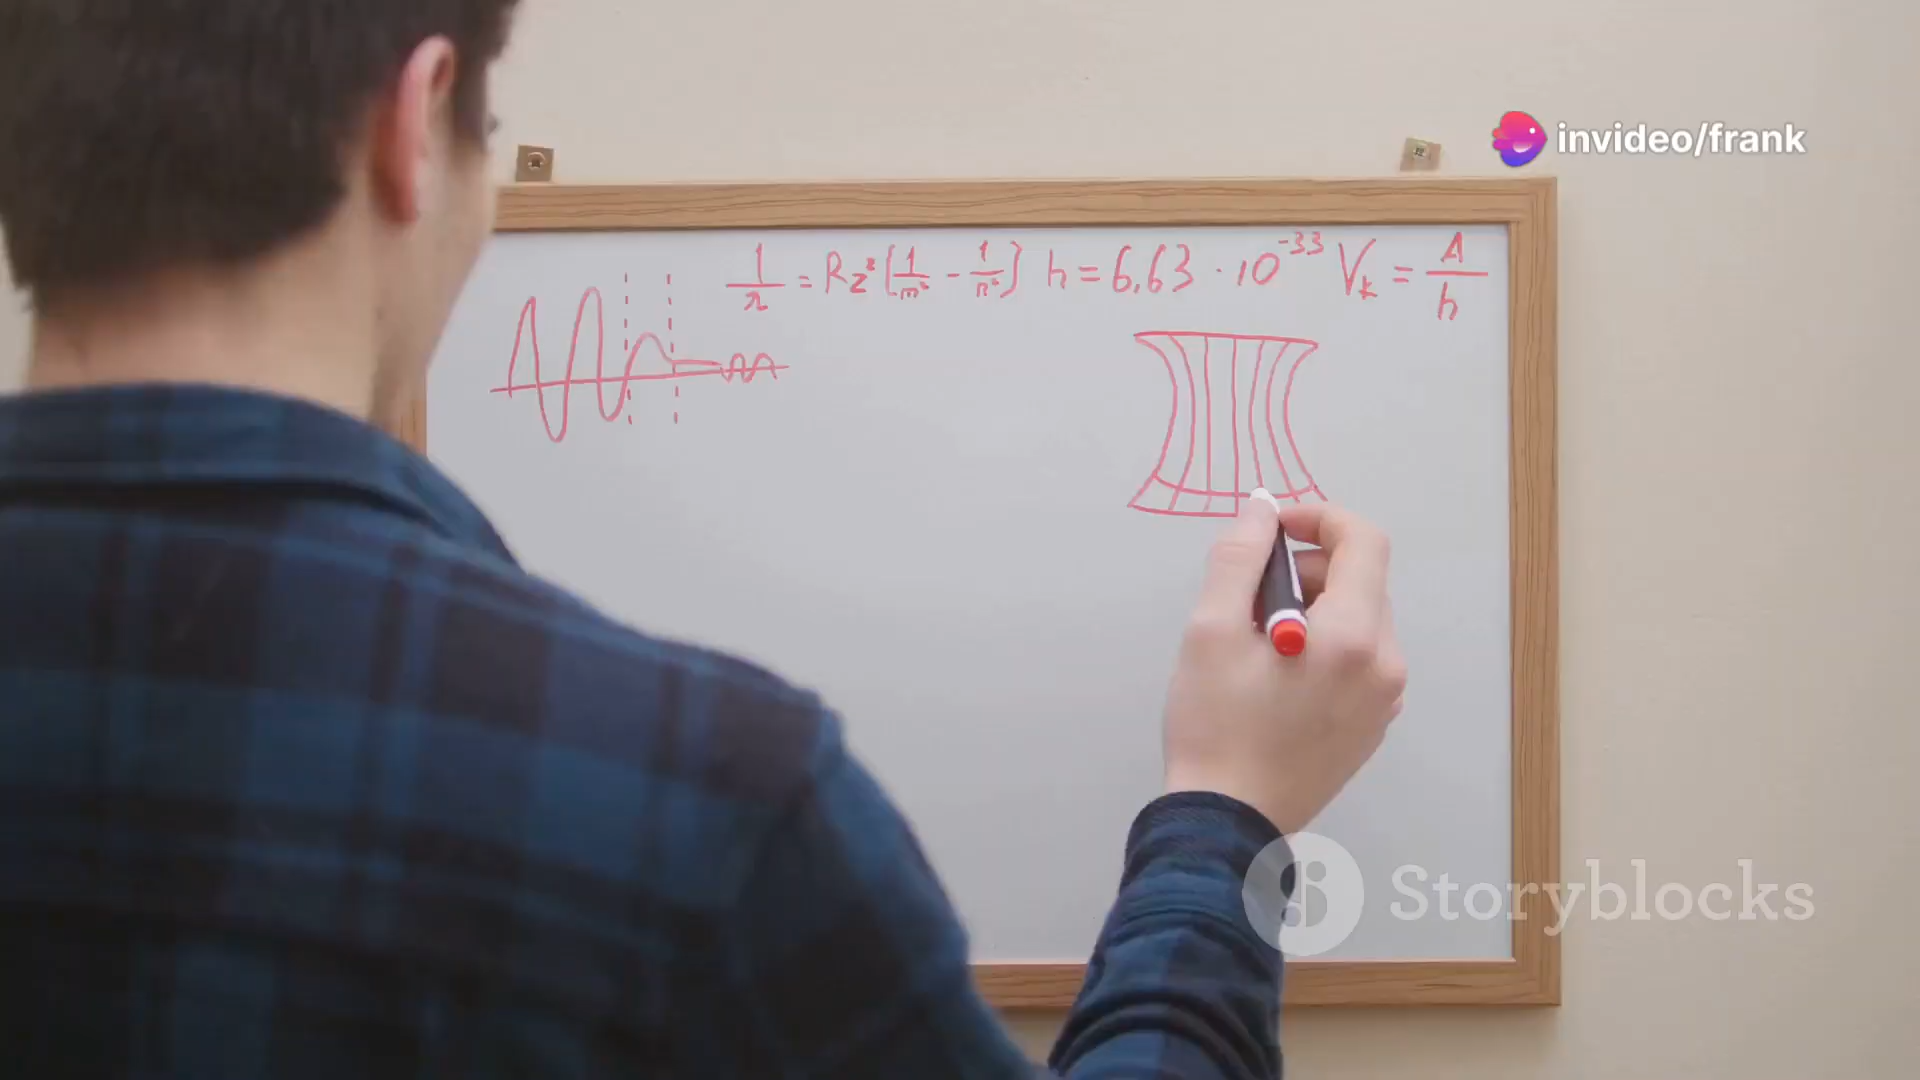 invideo/frank
1/λ = Rz²(1/m² - 1/n²) h = 6,63 · 10⁻³³ Vₖ = A/h
Storyblocks